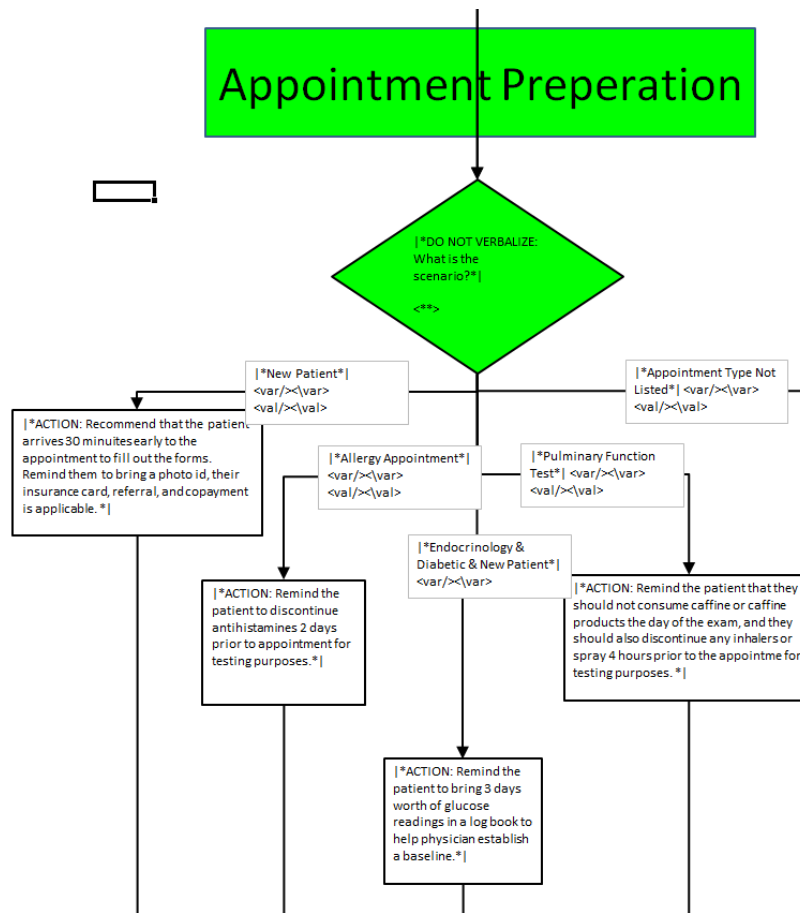 Appointment Preperation
|*DO NOT VERBALIZE:
What is the
scenario?*|
<**>
|*New Patient*|
<var/><\var>
<val/><\val>
|*Appointment Type Not
Listed*| <var/><\var>
<val/><\val>
|*ACTION: Recommend that the patient
arrives 30 minuites early to the
appointment to fill out the forms.
Remind them to bring a photo id, their
insurance card, referral, and copayment
is applicable. *|
|*Allergy Appointment*|
<var/><\var>
<val/><\val>
|*Pulminary Function
Test*| <var/><\var>
<val/><\val>
|*Endocrinology &
Diabetic & New Patient*|
<var/><\var>
|*ACTION: Remind the
patient to discontinue
antihistamines 2 days
prior to appointment for
testing purposes.*|
|*ACTION: Remind the patient that they
should not consume caffine or caffine
products the day of the exam, and they
should also discontinue any inhalers or
spray 4 hours prior to the appointme for
testing purposes. *|
|*ACTION: Remind the
patient to bring 3 days
worth of glucose
readings in a log book to
help physician establish
a baseline.*|